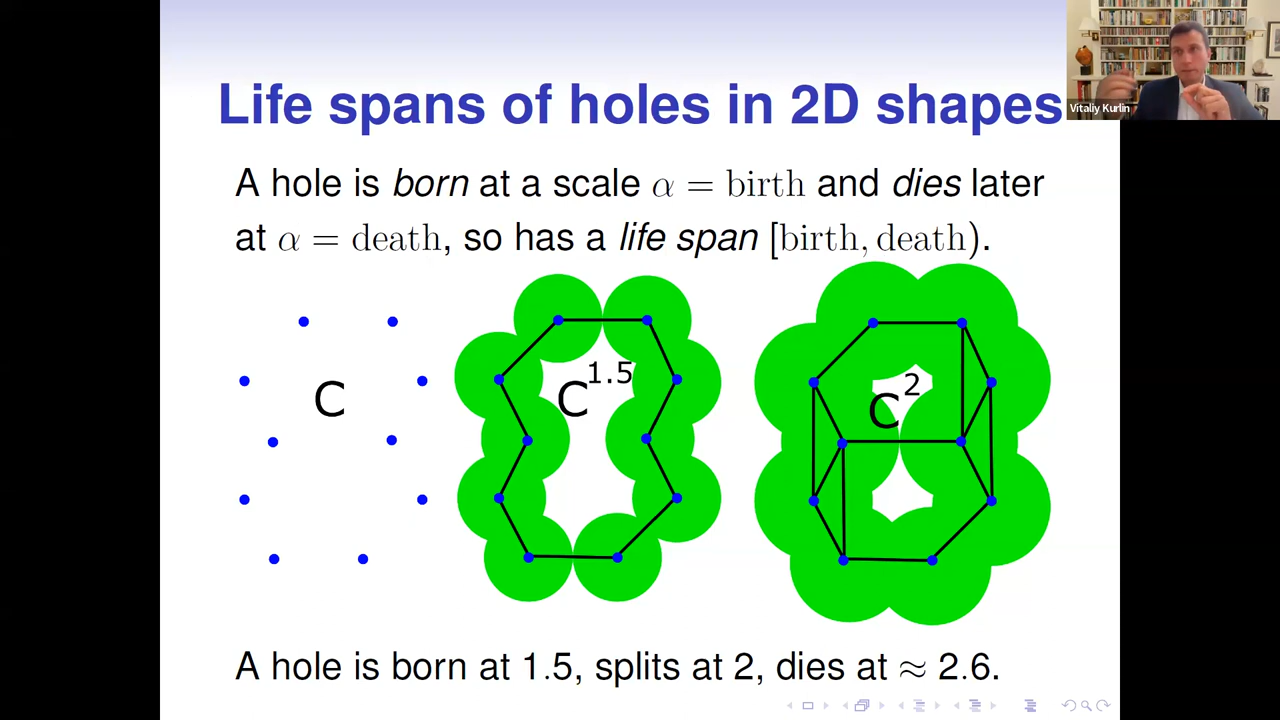 Vitaliy Kurlin
Life spans of holes in 2D shapes
A hole is born at a scale α = birth and dies later
at α = death, so has a life span [birth, death).
C
C^1.5
C^2
A hole is born at 1.5, splits at 2, dies at ≈ 2.6.